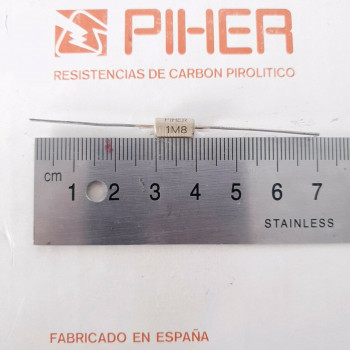 PIHER
RESISTENCIAS DE CARBON PIROLITICO
PIHER
1M8
cm 1 2 3 4 5 6 7
STAINLESS
FABRICADO EN ESPAÑA